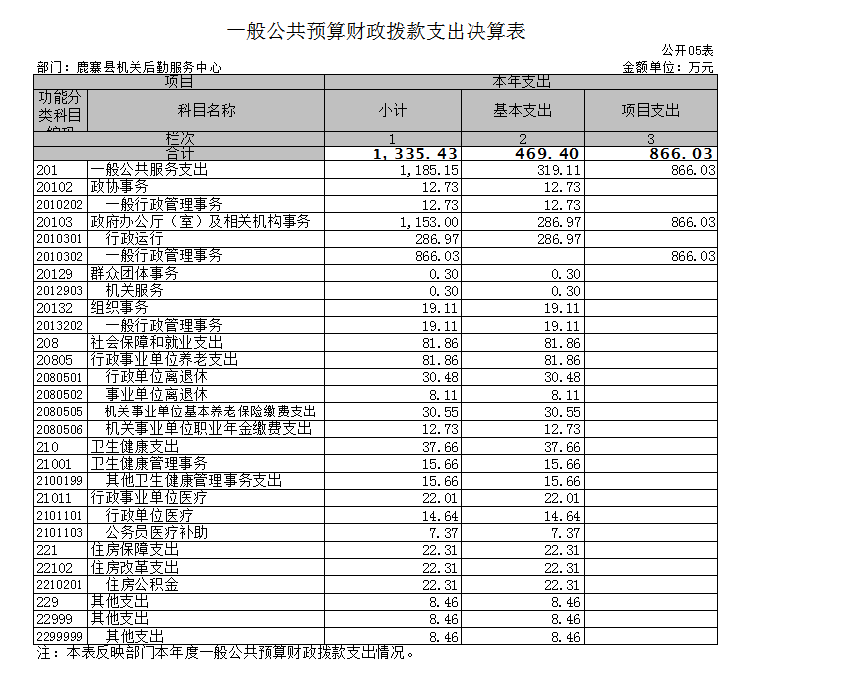 一般公共预算财政拨款支出决算表
公开05表
部门：鹿寨县机关后勤服务中心 金额单位：万元
项目 本年支出
功能分类科目编码 科目名称 小计 基本支出 项目支出
栏次 1 2 3
合计 1,335.43 469.40 866.03
201 一般公共服务支出 1,185.15 319.11 866.03
20102 政协事务 12.73 12.73
2010202 一般行政管理事务 12.73 12.73
20103 政府办公厅（室）及相关机构事务 1,153.00 286.97 866.03
2010301 行政运行 286.97 286.97
2010302 一般行政管理事务 866.03 866.03
20129 群众团体事务 0.30 0.30
2012903 机关服务 0.30 0.30
20132 组织事务 19.11 19.11
2013202 一般行政管理事务 19.11 19.11
208 社会保障和就业支出 81.86 81.86
20805 行政事业单位养老支出 81.86 81.86
2080501 行政单位离退休 30.48 30.48
2080502 事业单位离退休 8.11 8.11
2080505 机关事业单位基本养老保险缴费支出 30.55 30.55
2080506 机关事业单位职业年金缴费支出 12.73 12.73
210 卫生健康支出 37.66 37.66
21001 卫生健康管理事务 15.66 15.66
2100199 其他卫生健康管理事务支出 15.66 15.66
21011 行政事业单位医疗 22.01 22.01
2101101 行政单位医疗 14.64 14.64
2101103 公务员医疗补助 7.37 7.37
221 住房保障支出 22.31 22.31
22102 住房改革支出 22.31 22.31
2210201 住房公积金 22.31 22.31
229 其他支出 8.46 8.46
22999 其他支出 8.46 8.46
2299999 其他支出 8.46 8.46
注：本表反映部门本年度一般公共预算财政拨款支出情况。